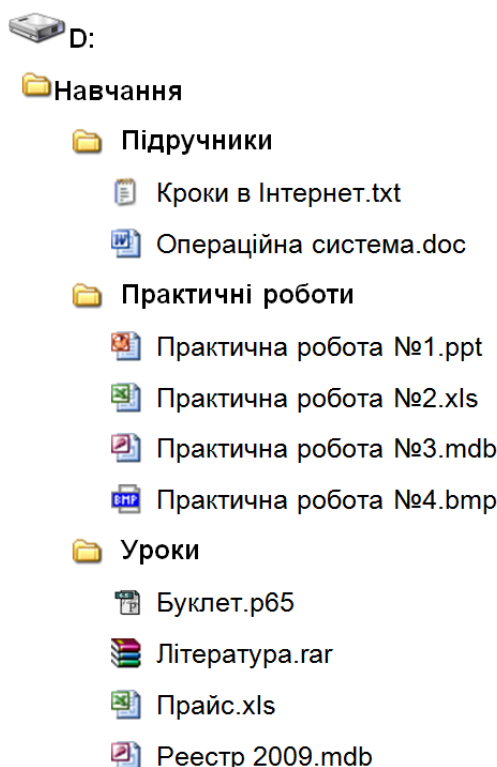 D:
Навчання
Підручники
Кроки в Інтернет.txt
Операційна система.doc
Практичні роботи
Практична робота №1.ppt
Практична робота №2.xls
Практична робота №3.mdb
Практична робота №4.bmp
Уроки
Буклет.p65
Література.rar
Прайс.xls
Реестр 2009.mdb